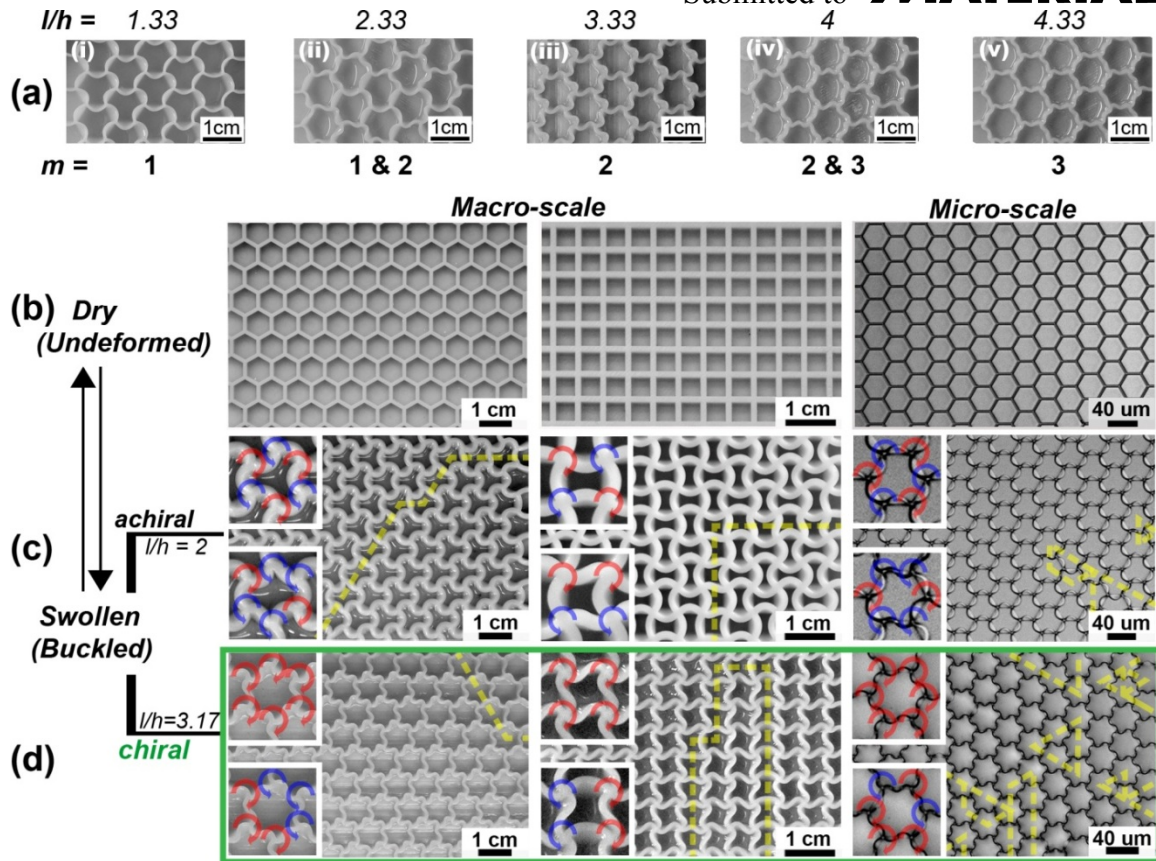 Submitted to
l/h = 1.33 2.33 3.33 4 4.33
(a) (i) (ii) (iii) (iv) (v)
1cm 1cm 1cm 1cm 1cm
m = 1 1 & 2 2 2 & 3 3
Macro-scale Micro-scale
(b) Dry
(Undeformed)
1 cm 1 cm 40 um
achiral
l/h = 2
(c)
Swollen
(Buckled)
1 cm 1 cm 40 um
l/h=3.17
chiral
(d)
1 cm 1 cm 40 um